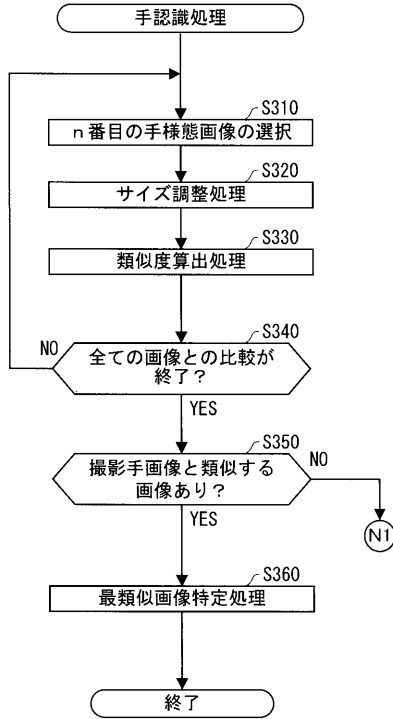 手認識処理
S310
n番目の手様態画像の選択
S320
サイズ調整処理
S330
類似度算出処理
S340
NO
全ての画像との比較が
終了？
YES
S350
撮影手画像と類似する
画像あり？
NO
YES
N1
S360
最類似画像特定処理
終了